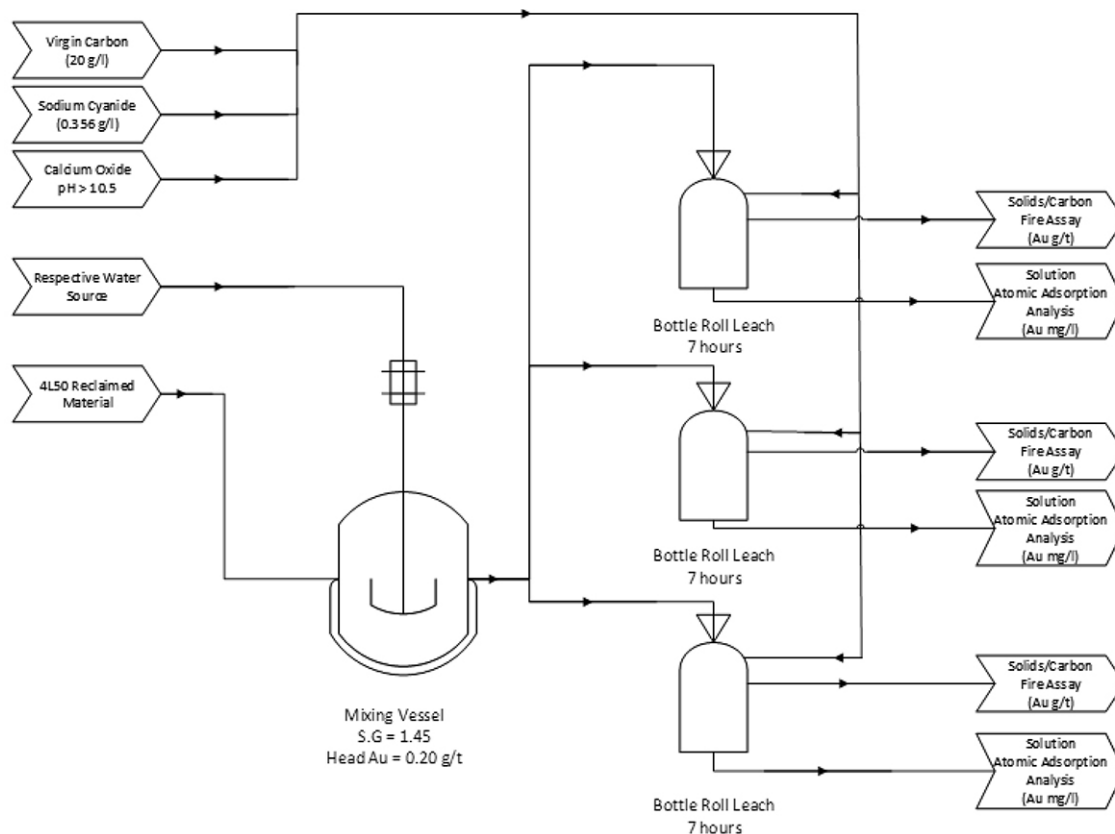 Virgin Carbon
(20 g/l)
Sodium Cyanide
(0.356 g/l)
Calcium Oxide
pH > 10.5
Respective Water
Source
4L50 Reclaimed
Material
Mixing Vessel
S.G = 1.45
Head Au = 0.20 g/t
Bottle Roll Leach
7 hours
Solids/Carbon
Fire Assay
(Au g/t)
Solution
Atomic Adsorption
Analysis
(Au mg/l)
Bottle Roll Leach
7 hours
Solids/Carbon
Fire Assay
(Au g/t)
Solution
Atomic Adsorption
Analysis
(Au mg/l)
Bottle Roll Leach
7 hours
Solids/Carbon
Fire Assay
(Au g/t)
Solution
Atomic Adsorption
Analysis
(Au mg/l)